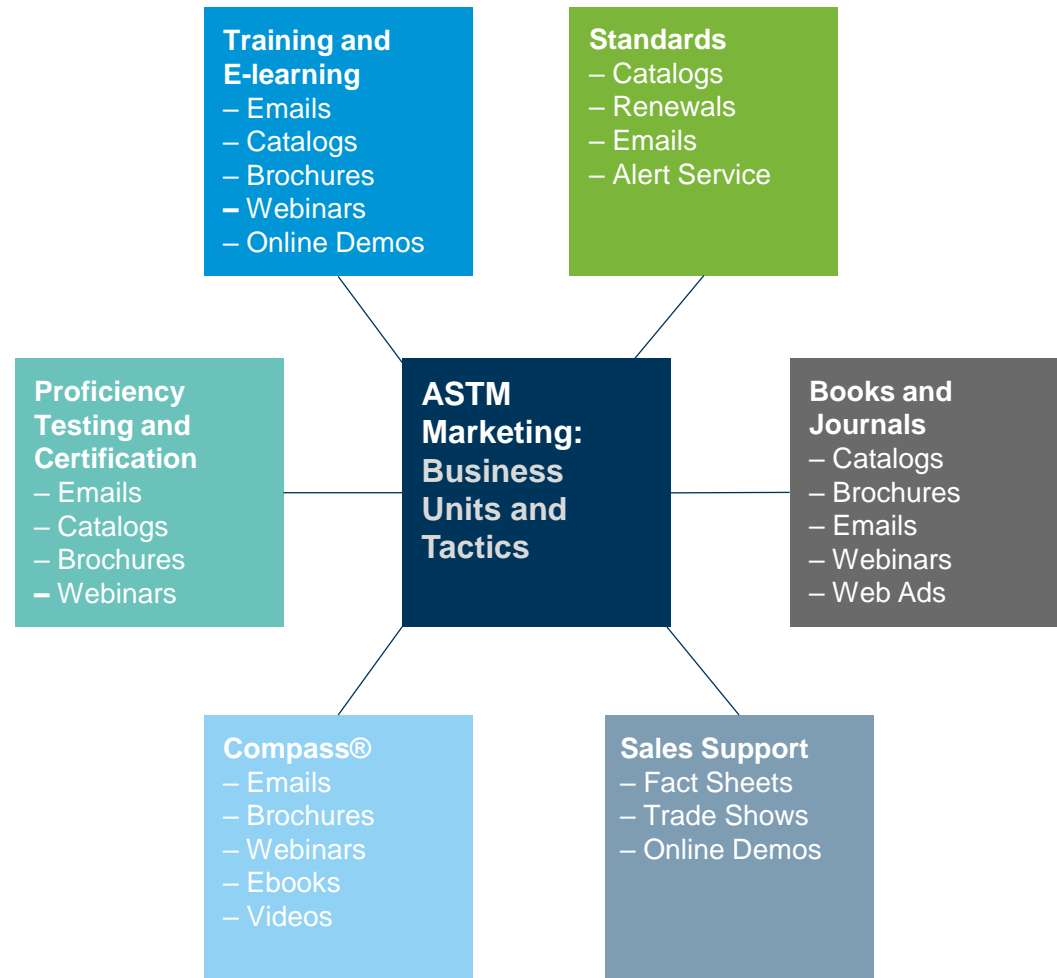 Training and
E-learning
– Emails
– Catalogs
– Brochures
– Webinars
– Online Demos
Standards
– Catalogs
– Renewals
– Emails
– Alert Service
Proficiency
Testing and
Certification
– Emails
– Catalogs
– Brochures
– Webinars
ASTM
Marketing:
Business
Units and
Tactics
Books and
Journals
– Catalogs
– Brochures
– Emails
– Webinars
– Web Ads
Compass®
– Emails
– Brochures
– Webinars
– Ebooks
– Videos
Sales Support
– Fact Sheets
– Trade Shows
– Online Demos